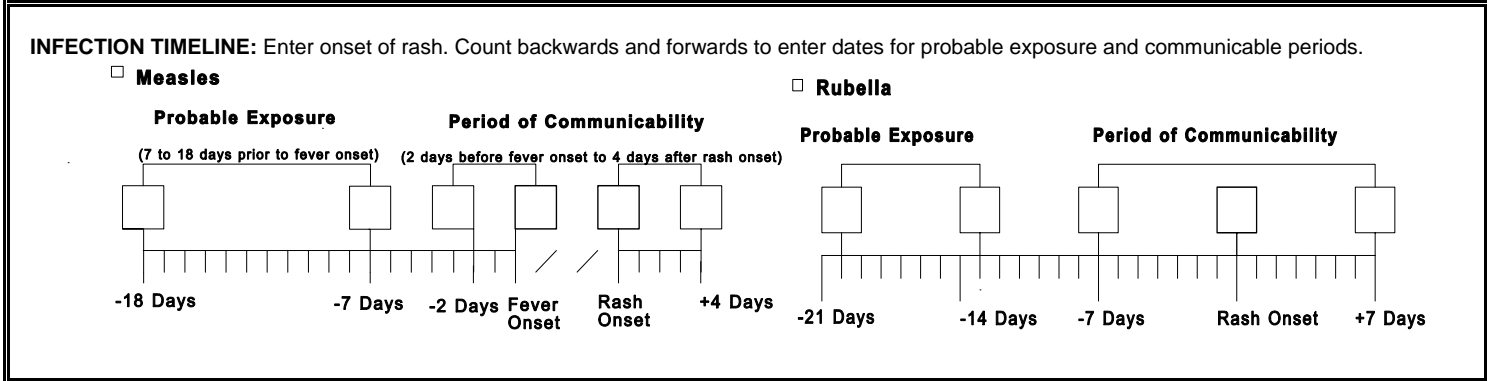 INFECTION TIMELINE: Enter onset of rash. Count backwards and forwards to enter dates for probable exposure and communicable periods.
☐ Measles
Probable Exposure
Period of Communicability
(7 to 18 days prior to fever onset)
(2 days before fever onset to 4 days after rash onset)
-18 Days
-7 Days
-2 Days
Fever
Onset
Rash
Onset
+4 Days
☐ Rubella
Probable Exposure
Period of Communicability
-21 Days
-14 Days
-7 Days
Rash Onset
+7 Days